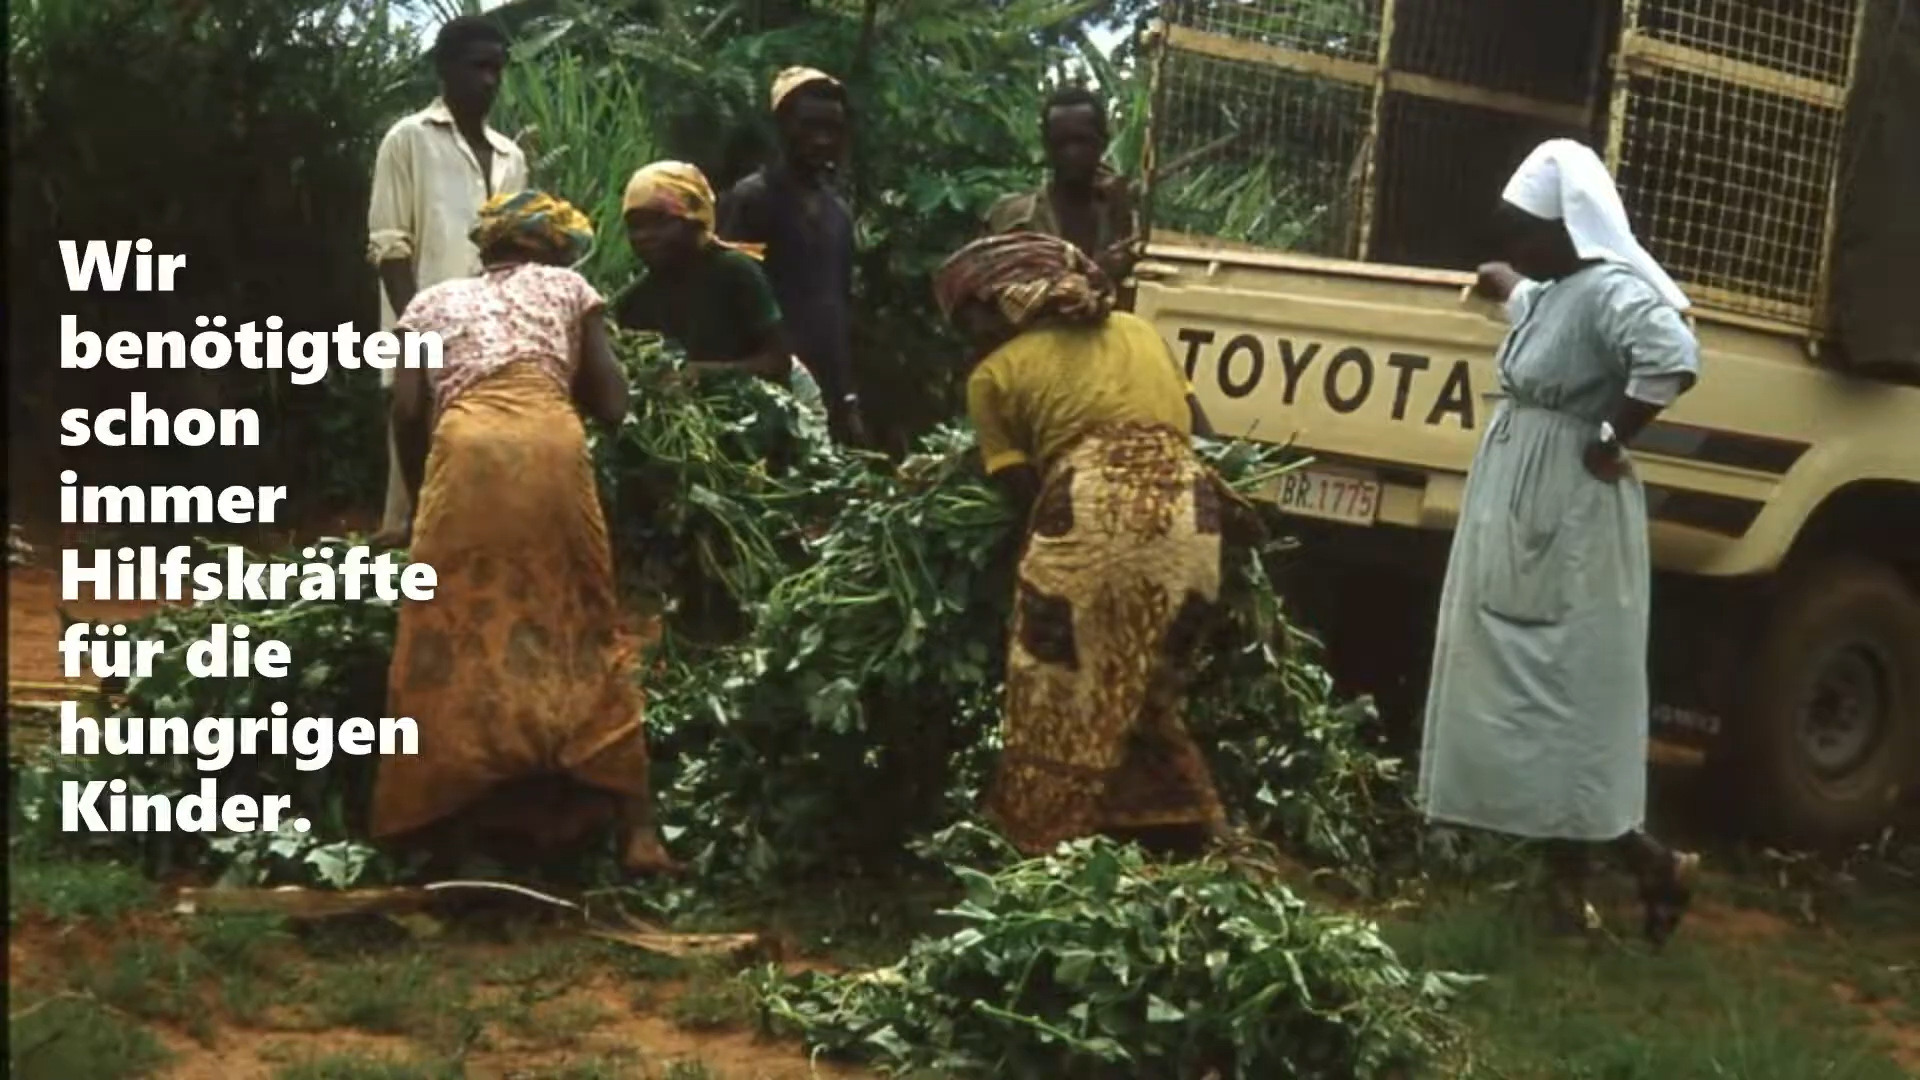 Wir
benötigten
schon
immer
Hilfskräfte
für die
hungrigen
Kinder.
TOYOTA
BR.1775